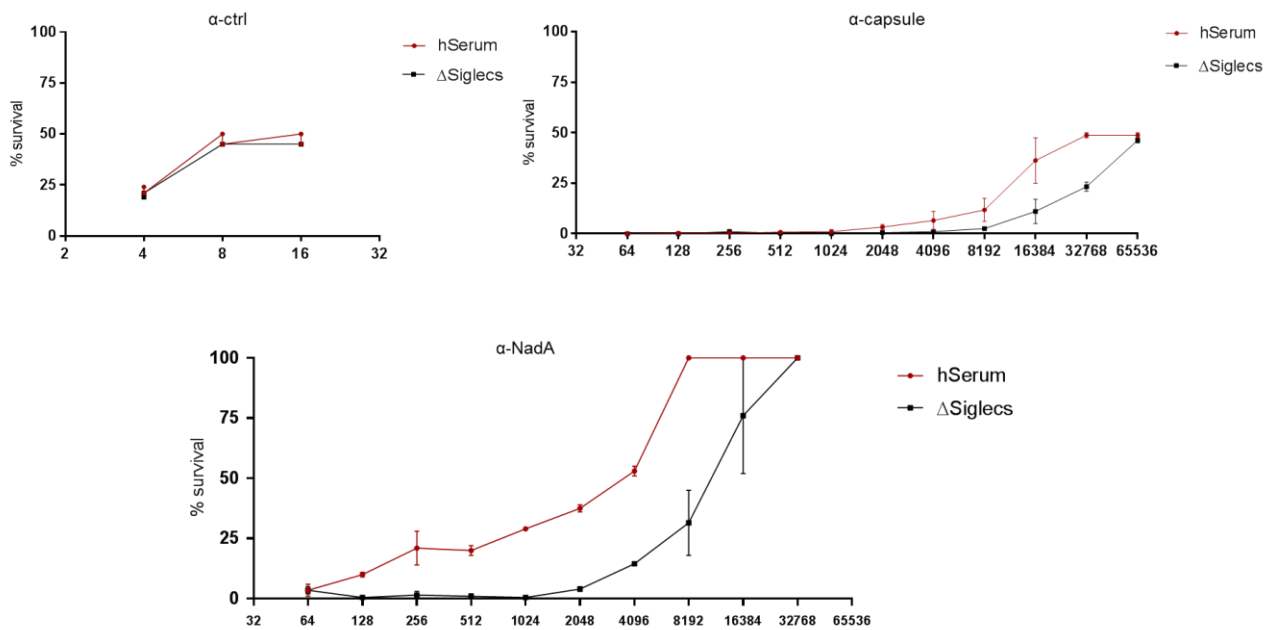 α-ctrl
100
75
50
25
0
% survival
2 4 8 16 32
hSerum
ΔSiglecs
α-capsule
100
75
50
25
0
% survival
32 64 128 256 512 1024 2048 4096 8192 16384 32768 65536
hSerum
ΔSiglecs
α-NadA
100
75
50
25
0
% survival
32 64 128 256 512 1024 2048 4096 8192 16384 32768 65536
hSerum
ΔSiglecs